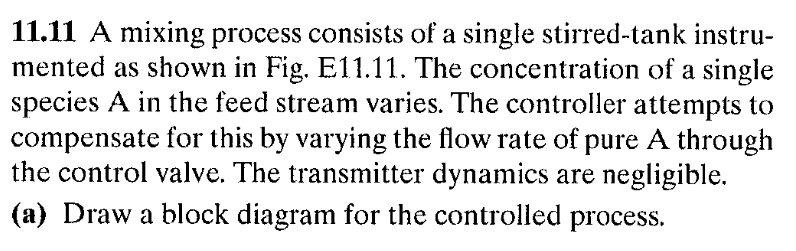 11.11 A mixing process consists of a single stirred-tank instru-
mented as shown in Fig. E11.11. The concentration of a single
species A in the feed stream varies. The controller attempts to
compensate for this by varying the flow rate of pure A through
the control valve. The transmitter dynamics are negligible.
(a) Draw a block diagram for the controlled process.